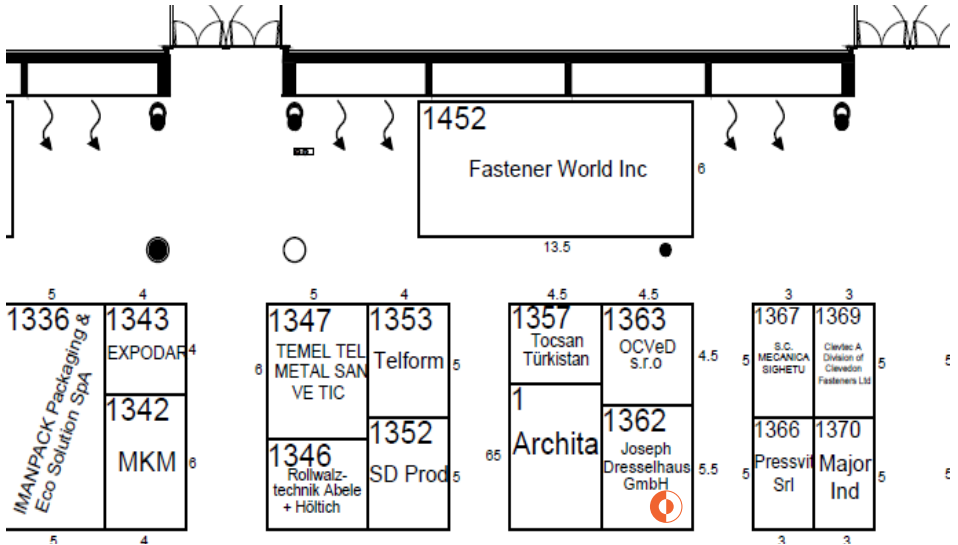 1452
Fastener World Inc
6
13.5
5
4
5
4
4.5
4.5
3
3
1336
IMANPACK Packaging &
Eco Solution SpA
1343
EXPODAR
4
1342
MKM
6
1347
TEMEL TEL
METAL SAN
VE TIC
6
1353
Telform
5
1346
Rollwalz-
technik Abele
+ Höltich
1352
SD Prod
5
1357
Tocsan
Türkistan
1363
OCVeD
s.r.o
4.5
1
Archita
65
1362
Joseph
Dresselhaus
GmbH
5.5
1367
S.C.
MECANICA
SIGHETU
5
1369
Clevtec A
Division of
Clevedon
Fasteners Ltd
5
1366
Pressvit
Srl
5
1370
Major
Ind
5
5
4
3
3